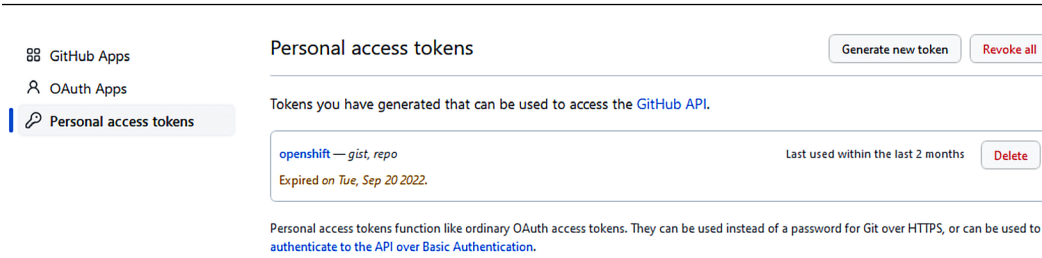 Personal access tokens
Generate new token
Revoke all
GitHub Apps
OAuth Apps
Personal access tokens
Tokens you have generated that can be used to access the GitHub API.
openshift — gist, repo
Last used within the last 2 months
Delete
Expired on Tue, Sep 20 2022.
Personal access tokens function like ordinary OAuth access tokens. They can be used instead of a password for Git over HTTPS, or can be used to
authenticate to the API over Basic Authentication.